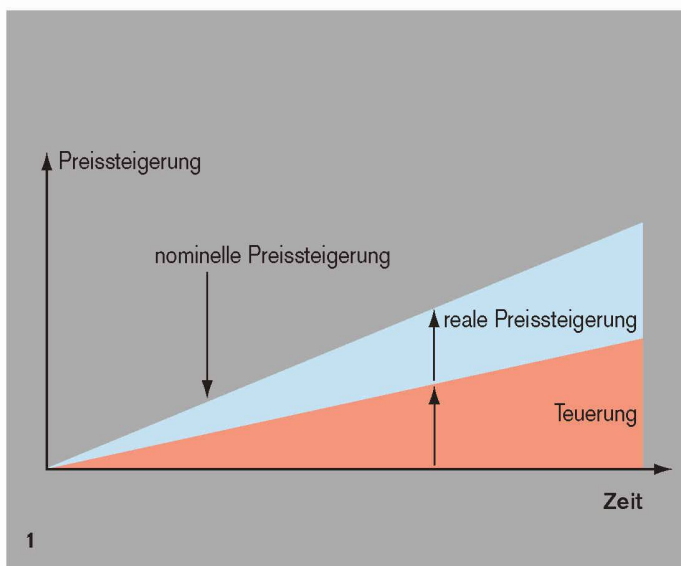 Preissteigerung
nominelle Preissteigerung
reale Preissteigerung
Teuerung
Zeit
1